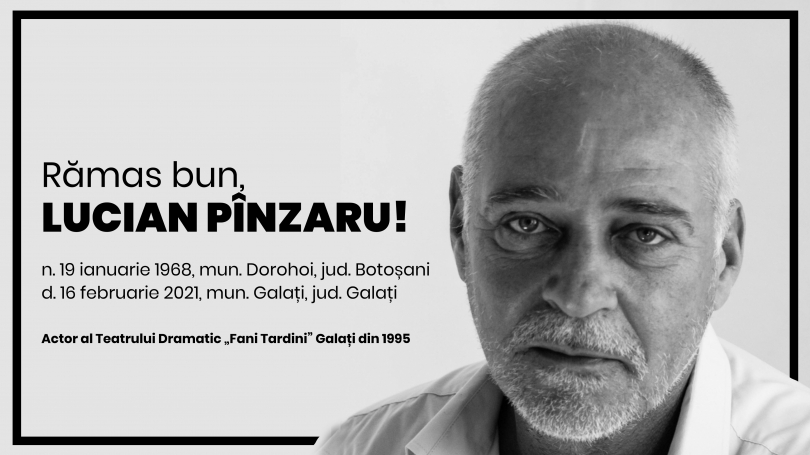 Rămas bun,
LUCIAN PÎNZARU!
n. 19 ianuarie 1968, mun. Dorohoi, jud. Botoșani
d. 16 februarie 2021, mun. Galați, jud. Galați
Actor al Teatrului Dramatic „Fani Tardini” Galați din 1995